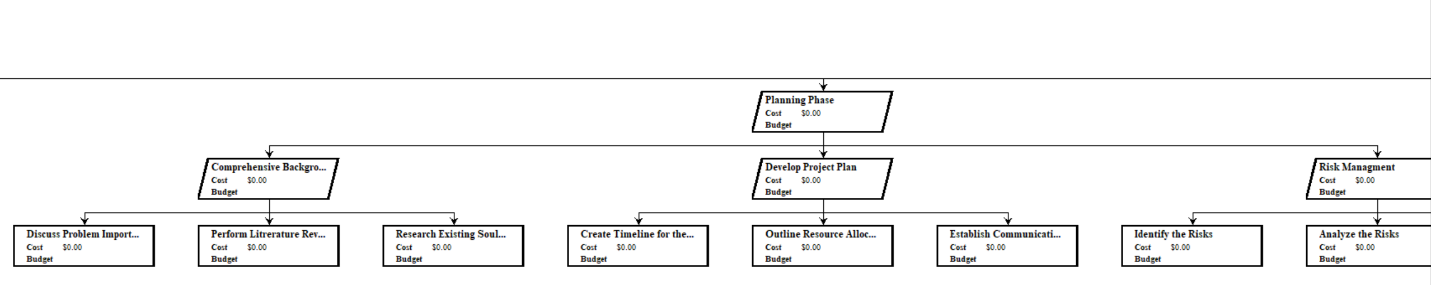 Planning Phase
Cost $0.00
Budget
Comprehensive Backgro...
Cost $0.00
Budget
Develop Project Plan
Cost $0.00
Budget
Risk Managment
Cost $0.00
Budget
Discuss Problem Import...
Cost $0.00
Budget
Perform Litrerature Rev...
Cost $0.00
Budget
Research Existing Soul...
Cost $0.00
Budget
Create Timeline for the...
Cost $0.00
Budget
Outline Resource Alloc...
Cost $0.00
Budget
Establish Communicati...
Cost $0.00
Budget
Identify the Risks
Cost $0.00
Budget
Analyze the Risks
Cost $0.00
Budget